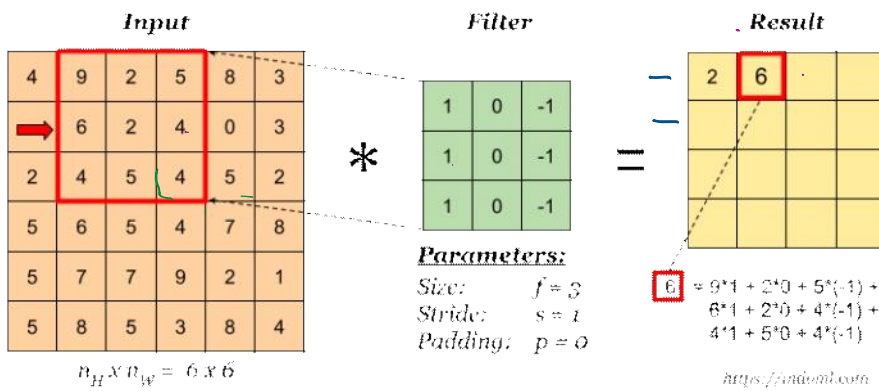 Input
Filter
Result
4 9 2 5 8 3
6 2 4 0 3
2 4 5 4 5 2
5 6 5 4 7 8
5 7 7 9 2 1
5 8 5 3 8 4
n_H x n_W = 6 x 6
*
1 0 -1
1 0 -1
1 0 -1
Parameters:
Size: f = 3
Stride: s = 1
Padding: p = 0
=
2 6
6 = 9*1 + 2*0 + 5*(-1) +
6*1 + 2*0 + 4*(-1) +
4*1 + 5*0 + 4*(-1)
https://indoml.com